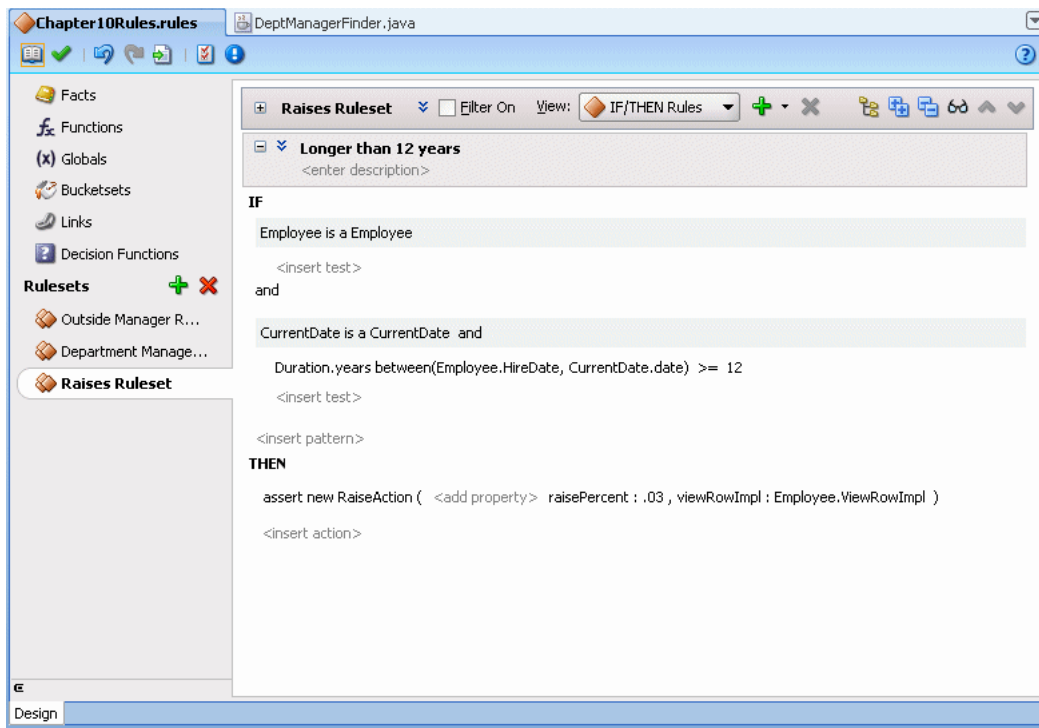 Chapter10Rules.rules DeptManagerFinder.java
Facts
Functions
Globals
Bucketsets
Links
Decision Functions
Rulesets
Outside Manager R...
Department Manage...
Raises Ruleset
Raises Ruleset Filter On View: IF/THEN Rules
Longer than 12 years
<enter description>
IF
Employee is a Employee
<insert test>
and
CurrentDate is a CurrentDate and
Duration.years between(Employee.HireDate, CurrentDate.date) >= 12
<insert test>
<insert pattern>
THEN
assert new RaiseAction ( <add property> raisePercent : .03 , viewRowImpl : Employee.ViewRowImpl )
<insert action>
Design